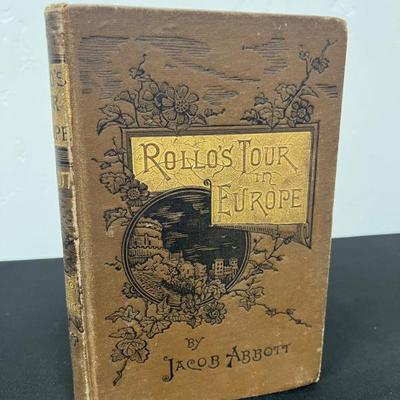 ROLLO'S TOUR
in
EUROPE
BY
JACOB ABBOTT